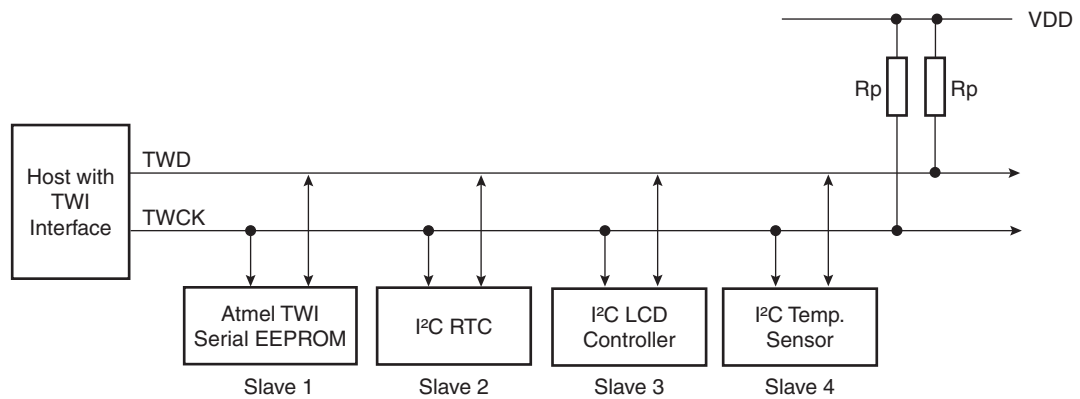 VDD
Rp
Rp
Host with
TWI
Interface
TWD
TWCK
Atmel TWI
Serial EEPROM
I²C RTC
I²C LCD
Controller
I²C Temp.
Sensor
Slave 1
Slave 2
Slave 3
Slave 4